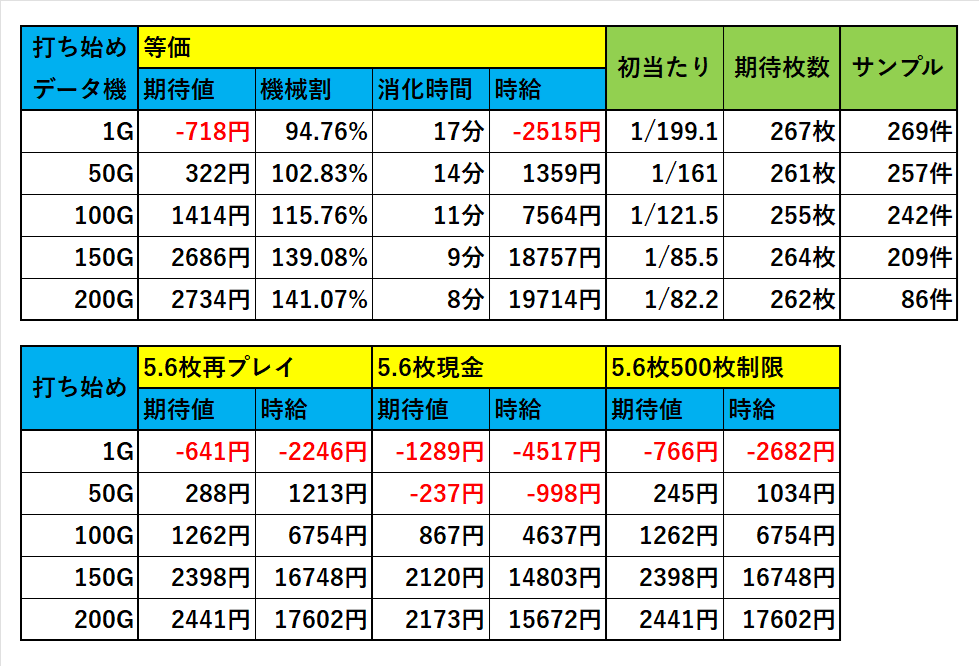 打ち始め 等価 初当たり 期待枚数 サンプル
データ機 期待値 機械割 消化時間 時給
1G -718円 94.76% 17分 -2515円 1/199.1 267枚 269件
50G 322円 102.83% 14分 1359円 1/161 261枚 257件
100G 1414円 115.76% 11分 7564円 1/121.5 255枚 242件
150G 2686円 139.08% 9分 18757円 1/85.5 264枚 209件
200G 2734円 141.07% 8分 19714円 1/82.2 262枚 86件
打ち始め 5.6枚再プレイ 5.6枚現金 5.6枚500枚制限
期待値 時給 期待値 時給 期待値 時給
1G -641円 -2246円 -1289円 -4517円 -766円 -2682円
50G 288円 1213円 -237円 -998円 245円 1034円
100G 1262円 6754円 867円 4637円 1262円 6754円
150G 2398円 16748円 2120円 14803円 2398円 16748円
200G 2441円 17602円 2173円 15672円 2441円 17602円